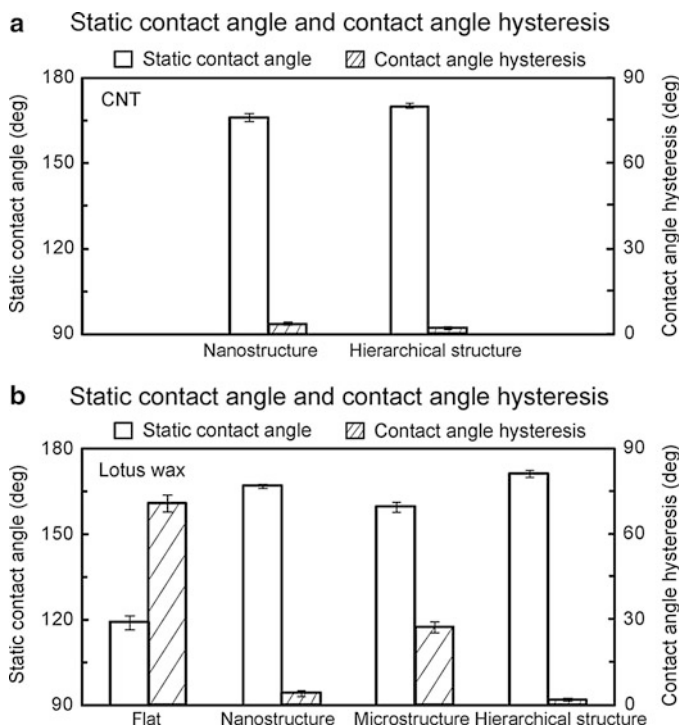 a Static contact angle and contact angle hysteresis
Static contact angle Contact angle hysteresis
180 90
CNT
150 60
120 30
90 0
Static contact angle (deg)
Contact angle hysteresis (deg)
Nanostructure Hierarchical structure
b Static contact angle and contact angle hysteresis
Static contact angle Contact angle hysteresis
180 90
Lotus wax
150 60
120 30
90 0
Static contact angle (deg)
Contact angle hysteresis (deg)
Flat Nanostructure Microstructure Hierarchical structure